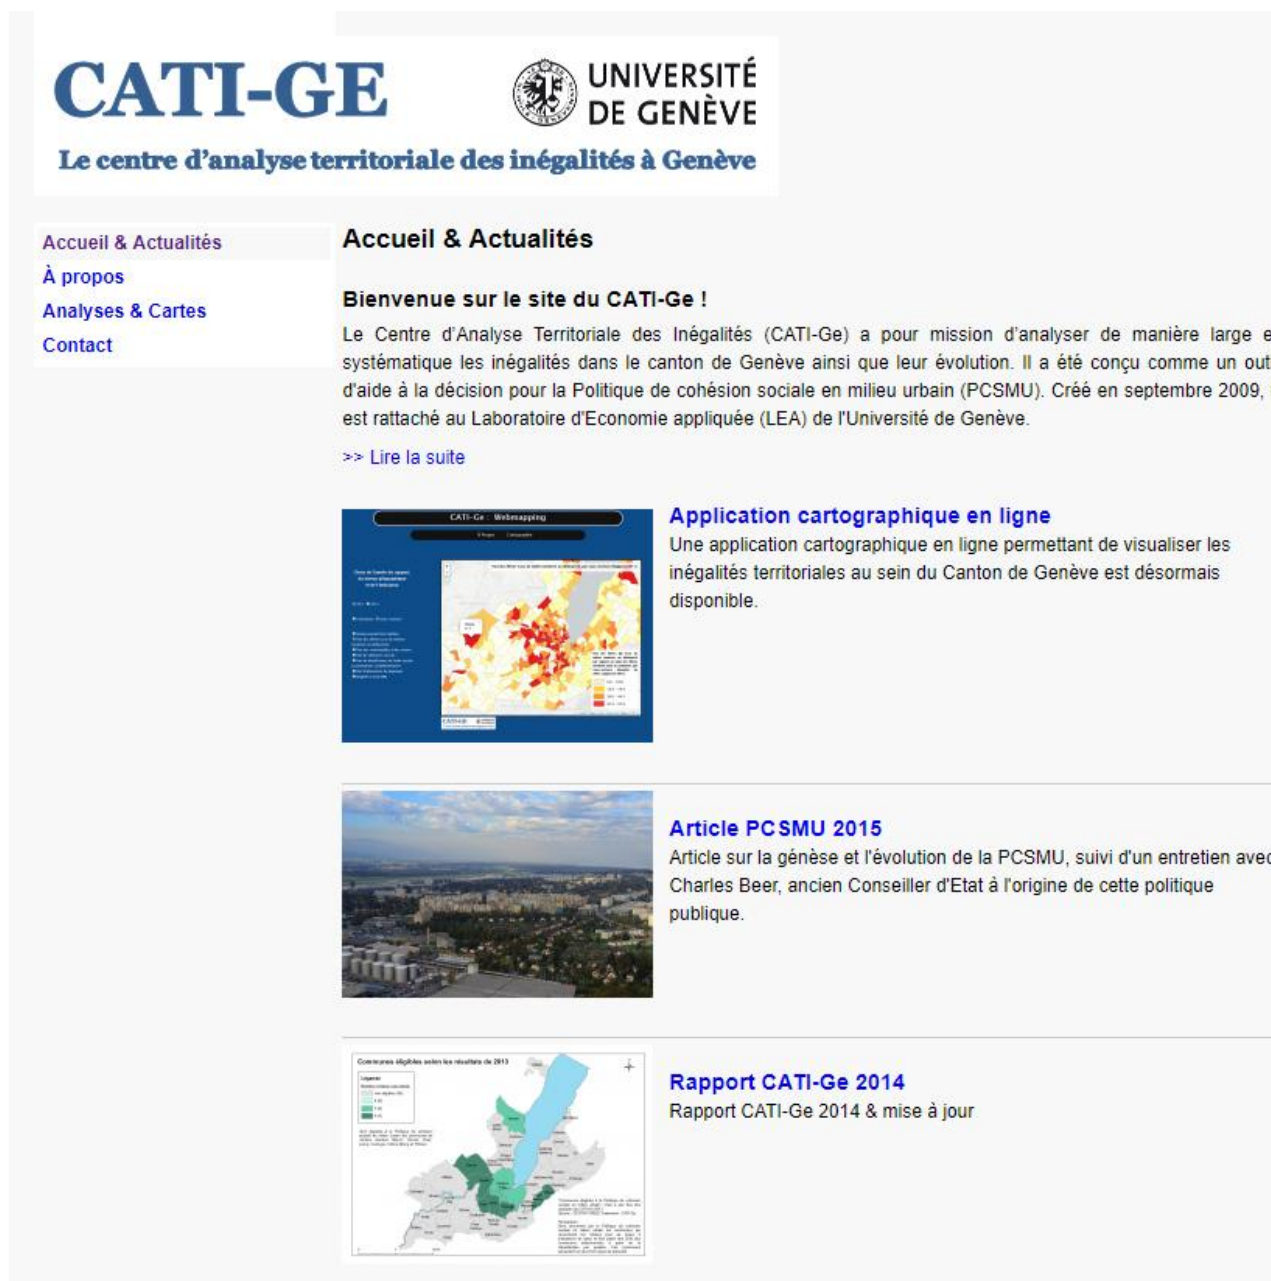 CATI-GE
UNIVERSITÉ
DE GENÈVE
Le centre d'analyse territoriale des inégalités à Genève
Accueil & Actualités
À propos
Analyses & Cartes
Contact
Accueil & Actualités
Bienvenue sur le site du CATI-Ge !
Le Centre d'Analyse Territoriale des Inégalités (CATI-Ge) a pour mission d'analyser de manière large e
systématique les inégalités dans le canton de Genève ainsi que leur évolution. Il a été conçu comme un out
d'aide à la décision pour la Politique de cohésion sociale en milieu urbain (PCSMU). Créé en septembre 2009,
est rattaché au Laboratoire d'Economie appliquée (LEA) de l'Université de Genève.
>> Lire la suite
CATI-Ge : Webmapping
Application cartographique en ligne
Une application cartographique en ligne permettant de visualiser les
inégalités territoriales au sein du Canton de Genève est désormais
disponible.
CATI-GE
Article PCSMU 2015
Article sur la génèse et l'évolution de la PCSMU, suivi d'un entretien avec
Charles Beer, ancien Conseiller d'Etat à l'origine de cette politique
publique.
Communes éligibles selon les résultats de 2013
Rapport CATI-Ge 2014
Rapport CATI-Ge 2014 & mise à jour